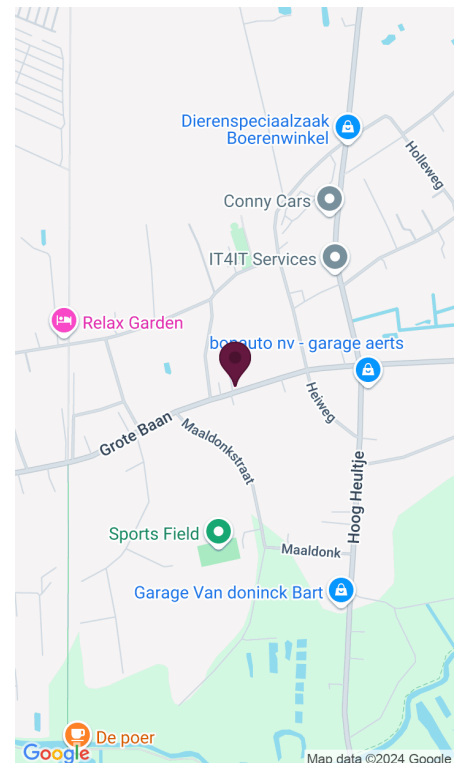 Dierenspeciaalzaak
Boerenwinkel
Holleweg
Conny Cars
IT4IT Services
Relax Garden
bonauto nv - garage aerts
Heiweg
Grote Baan
Maaldonkstraat
Hoog Heultje
Sports Field
Maaldonk
Garage Van doninck Bart
De poer
Google
Map data ©2024 Google